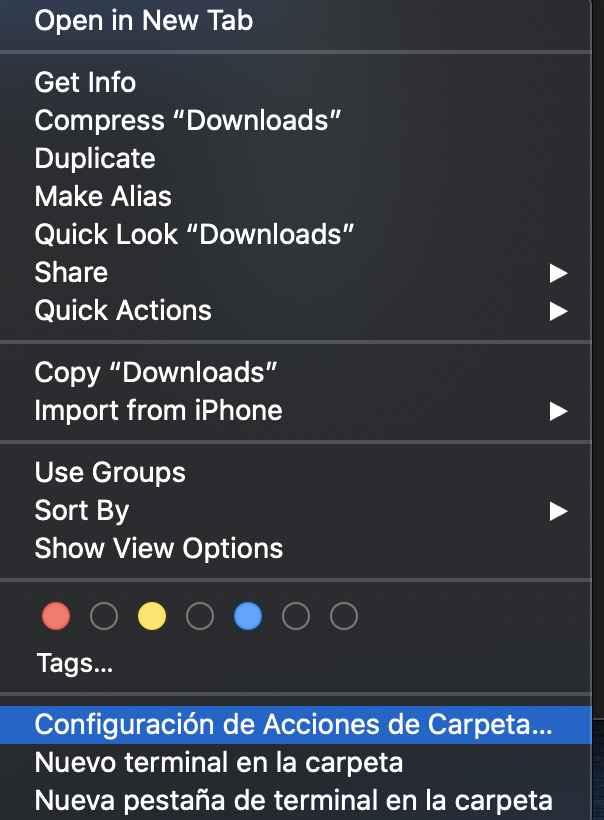 Open in New Tab
Get Info
Compress “Downloads”
Duplicate
Make Alias
Quick Look “Downloads”
Share
Quick Actions
Copy “Downloads”
Import from iPhone
Use Groups
Sort By
Show View Options
Tags...
Configuración de Acciones de Carpeta...
Nuevo terminal en la carpeta
Nueva pestaña de terminal en la carpeta